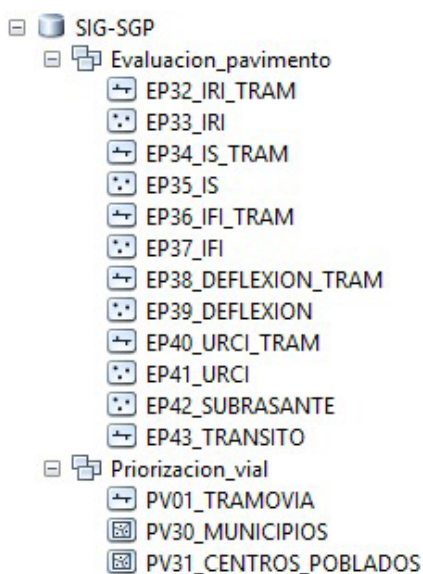 SIG-SGP
Evaluacion_pavimento
EP32_IRI_TRAM
EP33_IRI
EP34_IS_TRAM
EP35_IS
EP36_IFI_TRAM
EP37_IFI
EP38_DEFLEXION_TRAM
EP39_DEFLEXION
EP40_URCI_TRAM
EP41_URCI
EP42_SUBRASANTE
EP43_TRANSITO
Priorizacion_vial
PV01_TRAMOVIA
PV30_MUNICIPIOS
PV31_CENTROS_POBLADOS